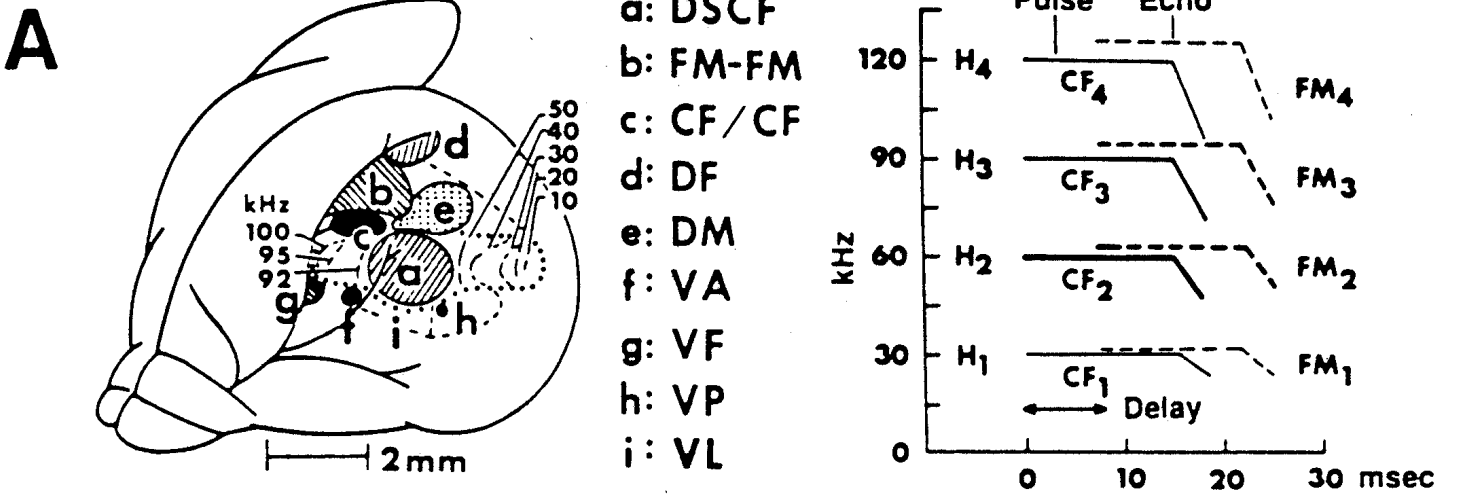 A
a: DSCF
b: FM-FM
c: CF/CF
d: DF
e: DM
f: VA
g: VF
h: VP
i: VL
50
40
30
20
10
kHz
100
95
92
a
b
c
d
e
f
g
h
i
2mm
Pulse Echo
120 H4 CF4 FM4
90 H3 CF3 FM3
kHz
60 H2 CF2 FM2
30 H1 CF1 FM1
Delay
0
0 10 20 30 msec